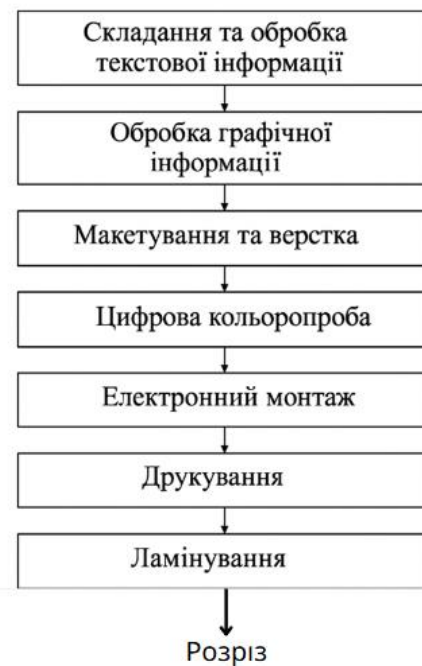 Складання та обробка
текстової інформації
Обробка графічної
інформації
Макетування та верстка
Цифрова кольоропроба
Електронний монтаж
Друкування
Ламінування
Розріз